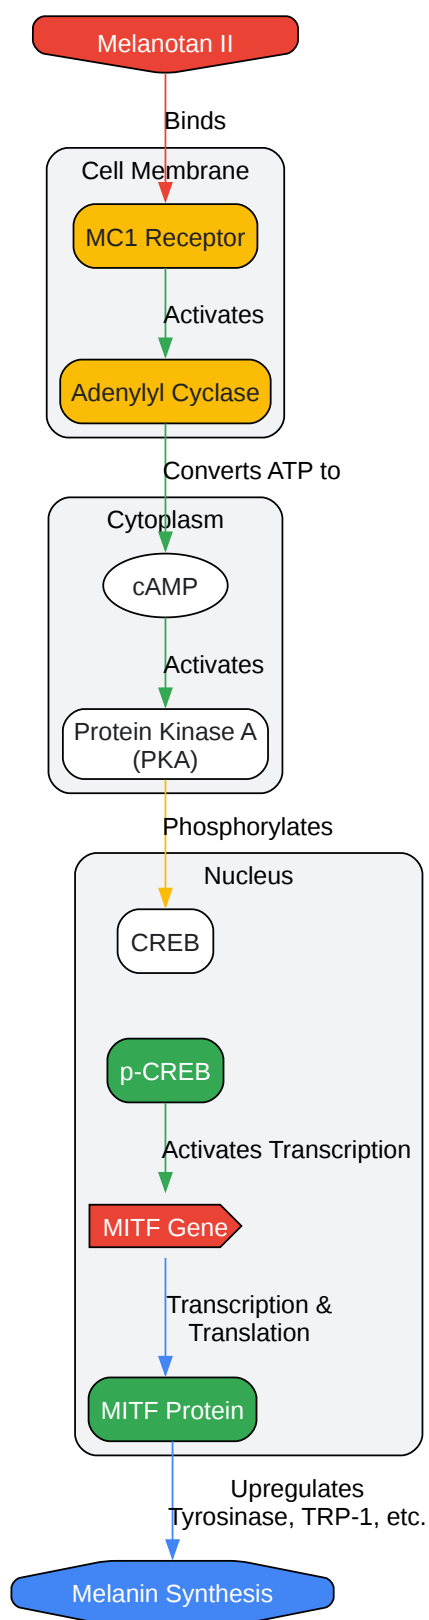 Melanotan II
Binds
Cell Membrane
MC1 Receptor
Activates
Adenylyl Cyclase
Converts ATP to
Cytoplasm
cAMP
Activates
Protein Kinase A
(PKA)
Phosphorylates
Nucleus
CREB
p-CREB
Activates Transcription
MITF Gene
Transcription &
Translation
MITF Protein
Upregulates
Tyrosinase, TRP-1, etc.
Melanin Synthesis